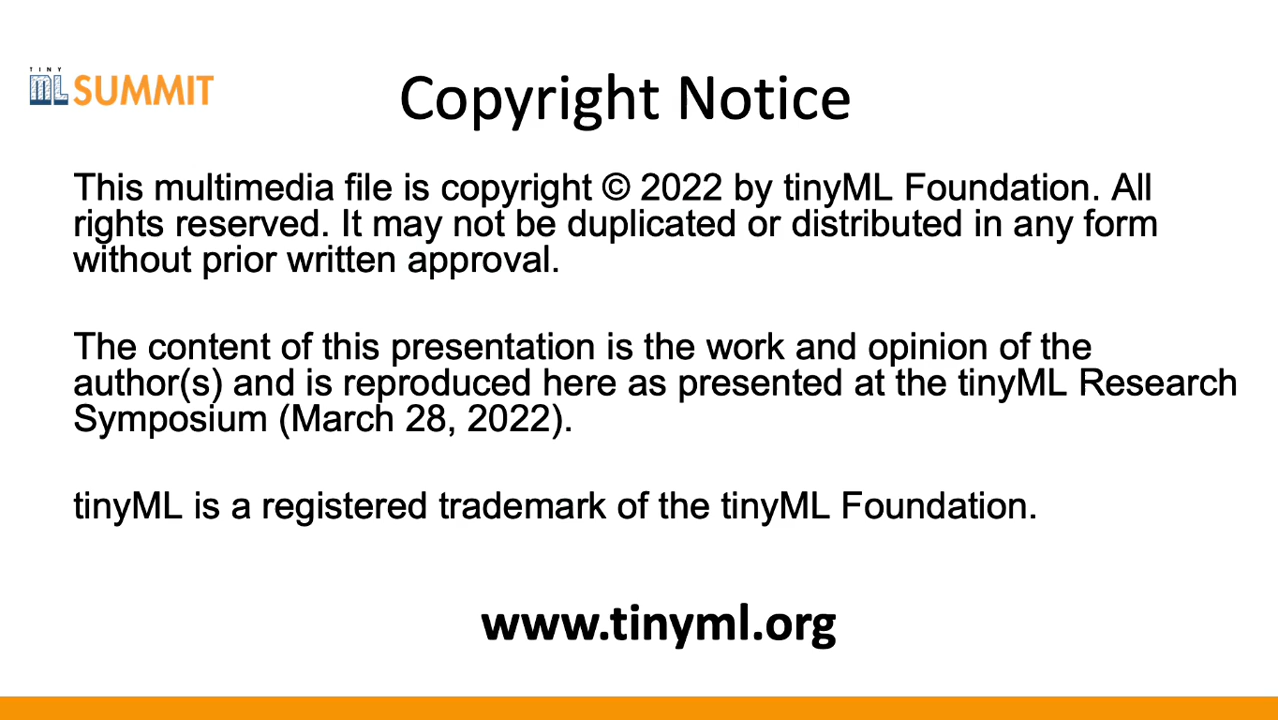 TINY
ML SUMMIT
Copyright Notice
This multimedia file is copyright © 2022 by tinyML Foundation. All
rights reserved. It may not be duplicated or distributed in any form
without prior written approval.
The content of this presentation is the work and opinion of the
author(s) and is reproduced here as presented at the tinyML Research
Symposium (March 28, 2022).
tinyML is a registered trademark of the tinyML Foundation.
www.tinyml.org